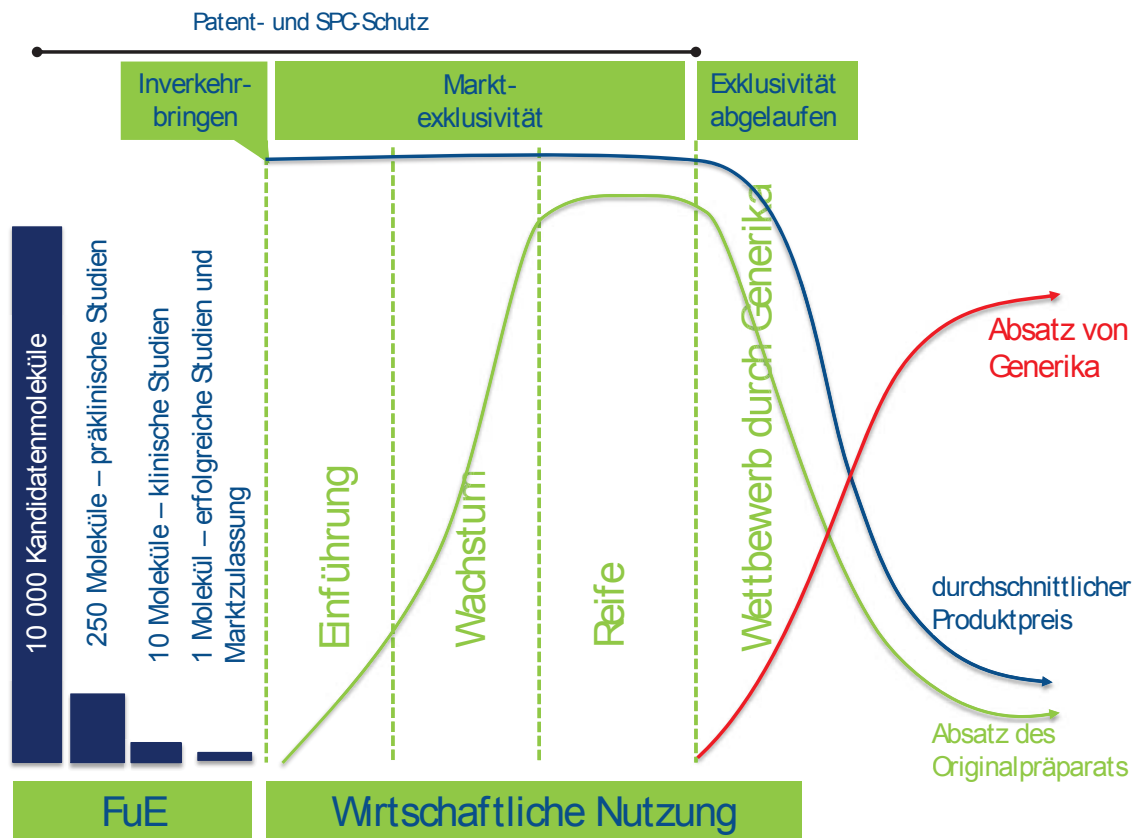 Patent- und SPC-Schutz
Inverkehr-
bringen
Markt-
exklusivität
Exklusivität
abgelaufen
10 000 Kandidatenmoleküle
250 Moleküle – präklinische Studien
10 Moleküle – klinische Studien
1 Molekül – erfolgreiche Studien und
Marktzulassung
Einführung
Wachstum
Reife
Wettbewerb durch Generika
Absatz von
Generika
durchschnittlicher
Produktpreis
Absatz des
Originalpräparats
FuE
Wirtschaftliche Nutzung